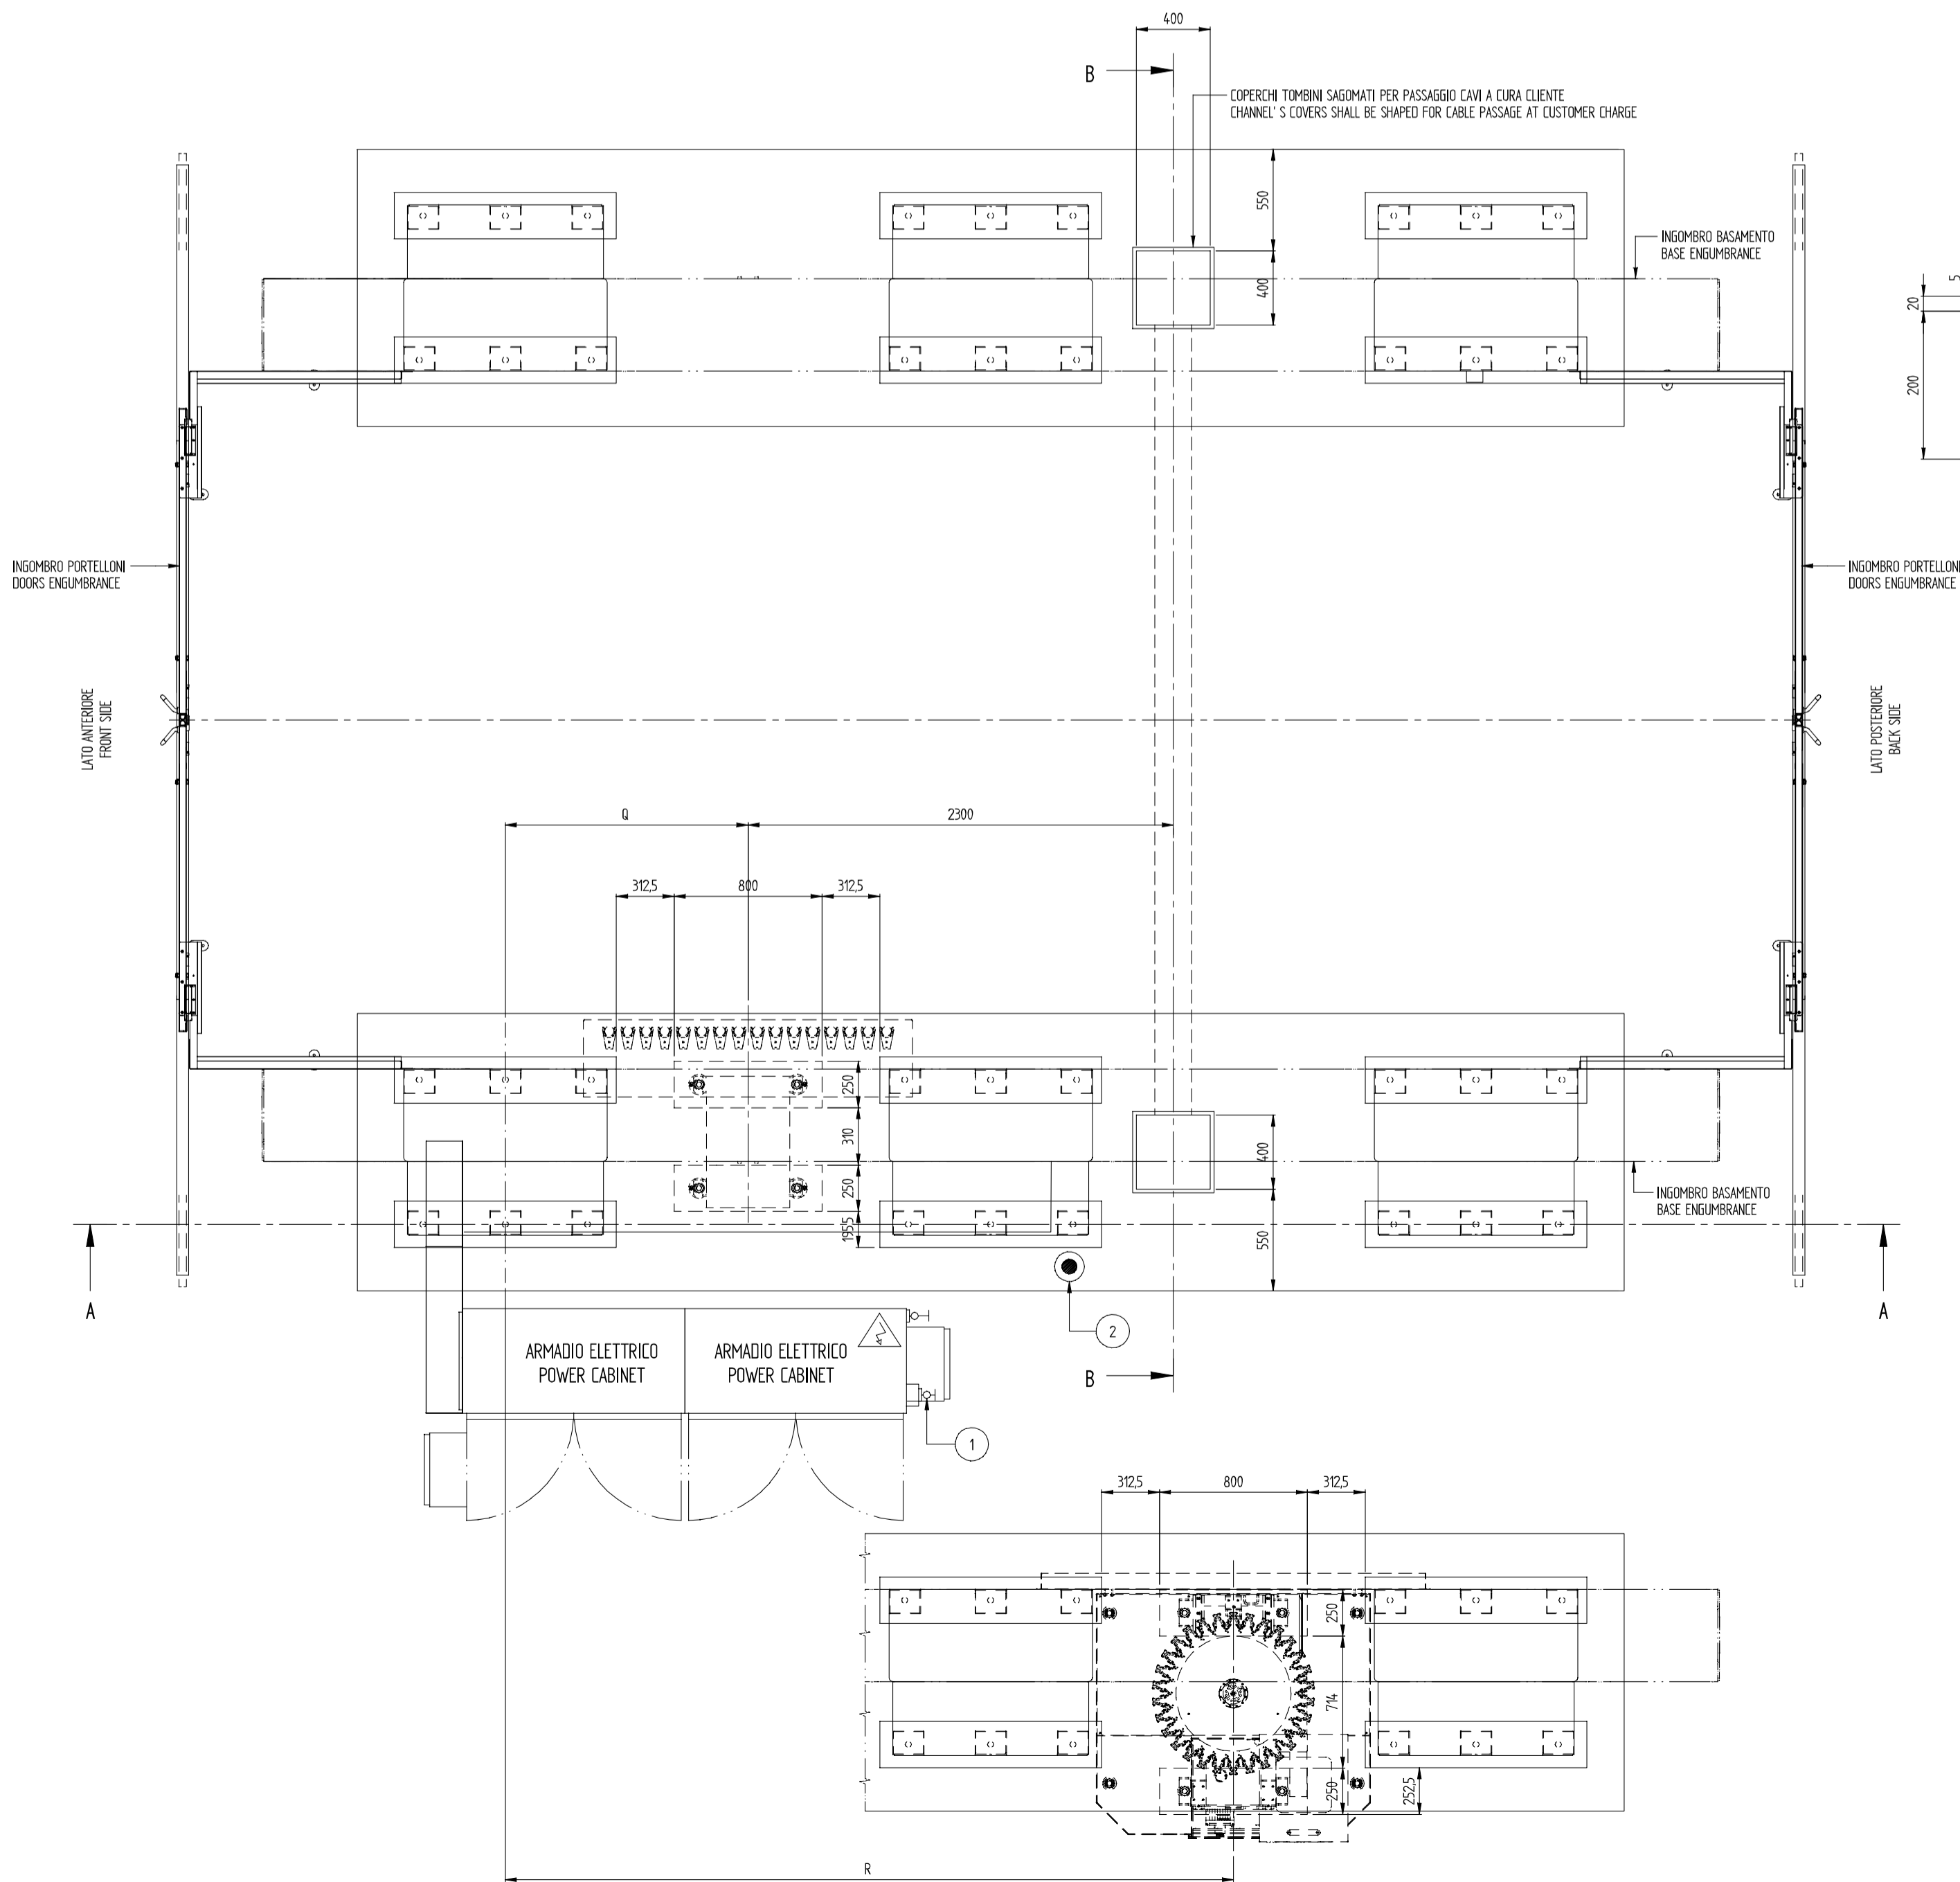 400
B
COPERCHI TOMBINI SAGOMATI PER PASSAGGIO CAVI A CURA CLIENTE
CHANNEL' S COVERS SHALL BE SHAPED FOR CABLE PASSAGE AT CUSTOMER CHARGE
550
INGOMBRO BASAMENTO
BASE ENGUMBRANCE
400
5
20
200
INGOMBRO PORTELLONI
DOORS ENGUMBRANCE
INGOMBRO PORTELLONI
DOORS ENGUMBRANCE
LATO ANTERIORE
FRONT SIDE
LATO POSTERIORE
BACK SIDE
Q
2300
312,5
800
312,5
250
310
250
195,5
400
550
INGOMBRO BASAMENTO
BASE ENGUMBRANCE
A
A
2
ARMADIO ELETTRICO
POWER CABINET
ARMADIO ELETTRICO
POWER CABINET
B
1
312,5
800
312,5
250
714
250
252,5
R